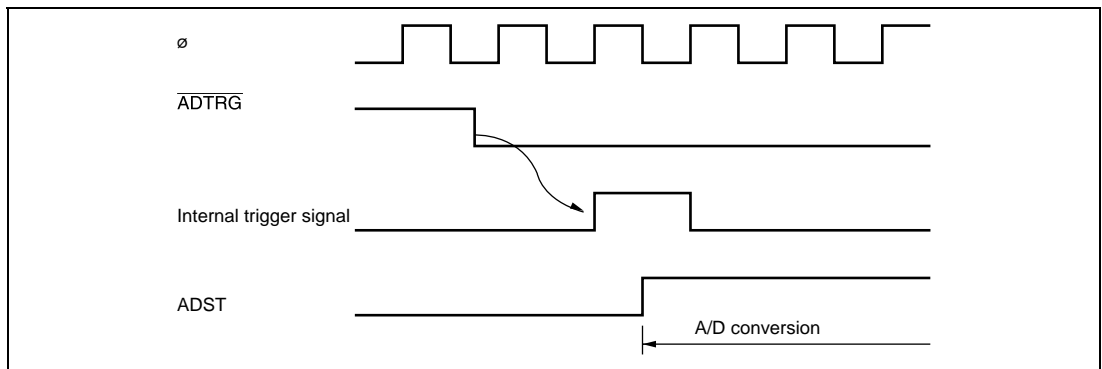 ø
ADTRG
Internal trigger signal
ADST
A/D conversion